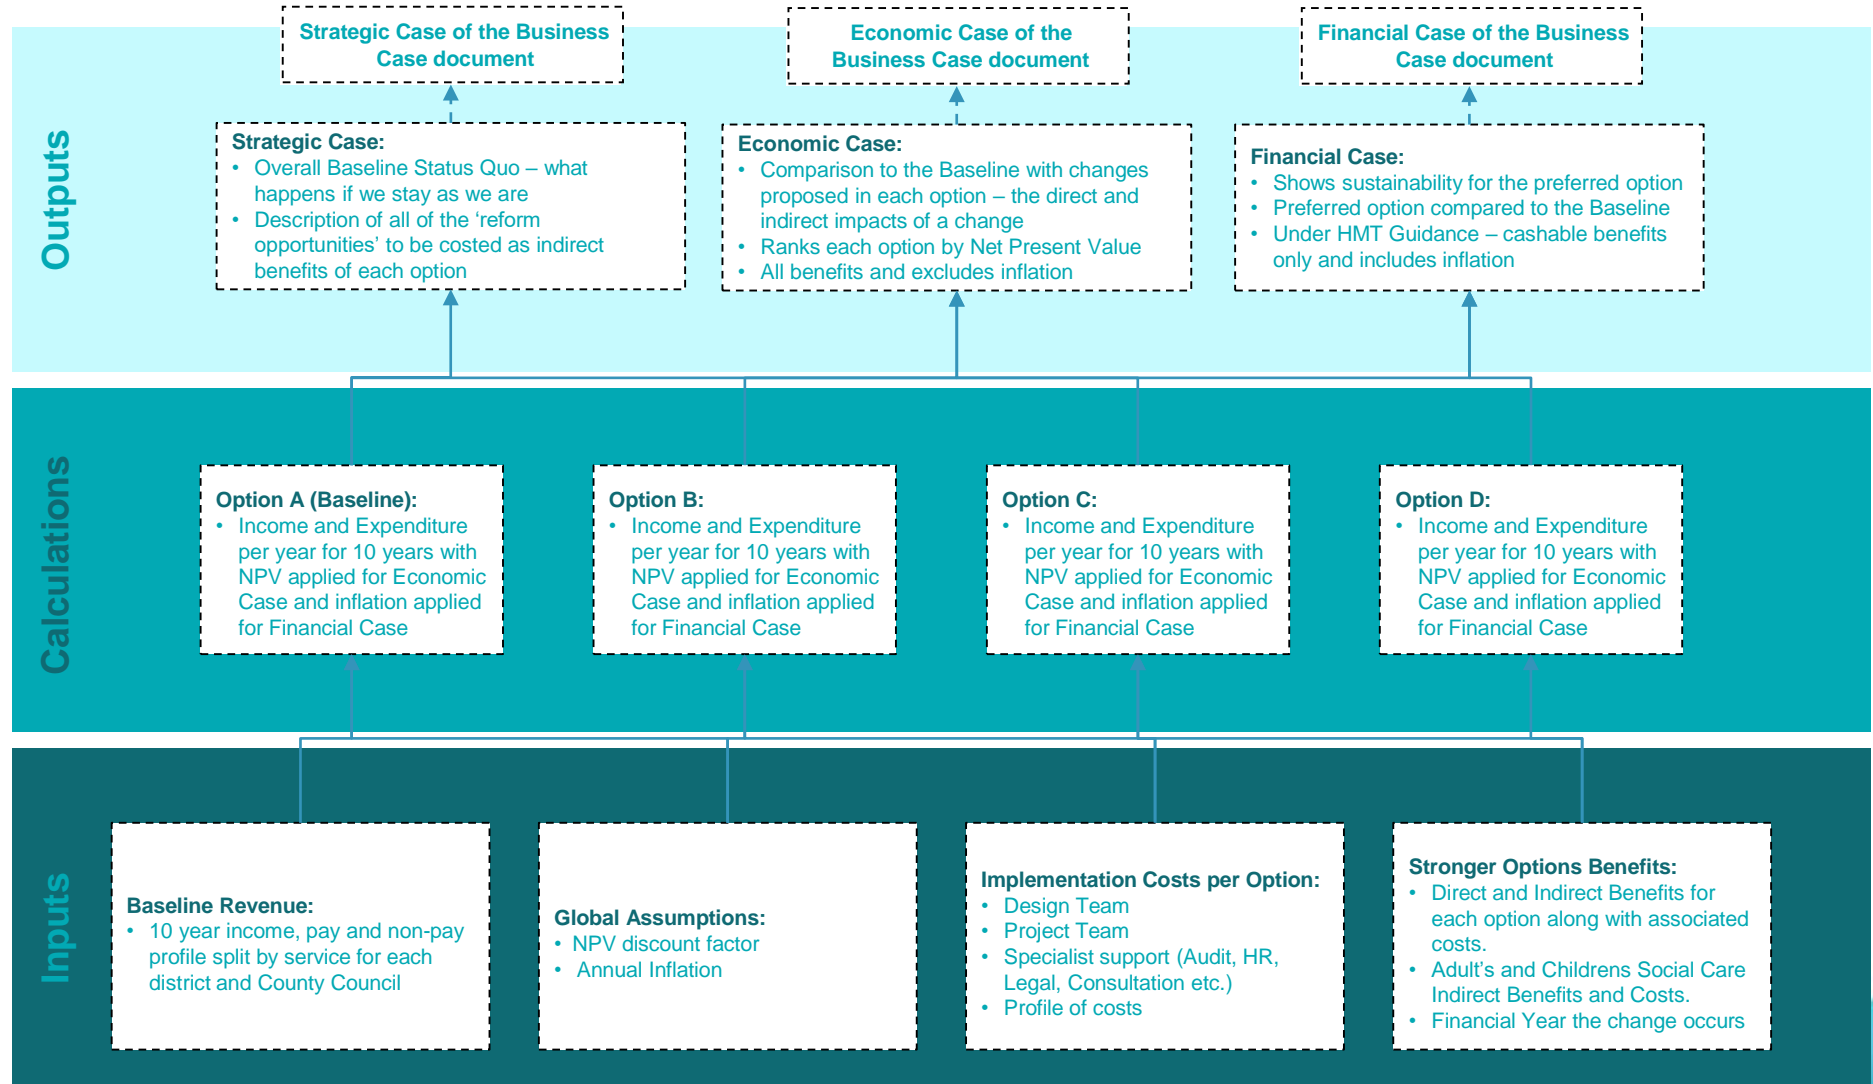 Strategic Case of the Business
Case document
Economic Case of the
Business Case document
Financial Case of the Business
Case document
Outputs
Strategic Case:
• Overall Baseline Status Quo – what
happens if we stay as we are
• Description of all of the ‘reform
opportunities’ to be costed as indirect
benefits of each option
Economic Case:
• Comparison to the Baseline with changes
proposed in each option – the direct and
indirect impacts of a change
• Ranks each option by Net Present Value
• All benefits and excludes inflation
Financial Case:
• Shows sustainability for the preferred option
• Preferred option compared to the Baseline
• Under HMT Guidance – cashable benefits
only and includes inflation
Calculations
Option A (Baseline):
• Income and Expenditure
per year for 10 years with
NPV applied for Economic
Case and inflation applied
for Financial Case
Option B:
• Income and Expenditure
per year for 10 years with
NPV applied for Economic
Case and inflation applied
for Financial Case
Option C:
• Income and Expenditure
per year for 10 years with
NPV applied for Economic
Case and inflation applied
for Financial Case
Option D:
• Income and Expenditure
per year for 10 years with
NPV applied for Economic
Case and inflation applied
for Financial Case
Inputs
Baseline Revenue:
• 10 year income, pay and non-pay
profile split by service for each
district and County Council
Global Assumptions:
• NPV discount factor
• Annual Inflation
Implementation Costs per Option:
• Design Team
• Project Team
• Specialist support (Audit, HR,
Legal, Consultation etc.)
• Profile of costs
Stronger Options Benefits:
• Direct and Indirect Benefits for
each option along with associated
costs.
• Adult's and Childrens Social Care
Indirect Benefits and Costs.
• Financial Year the change occurs